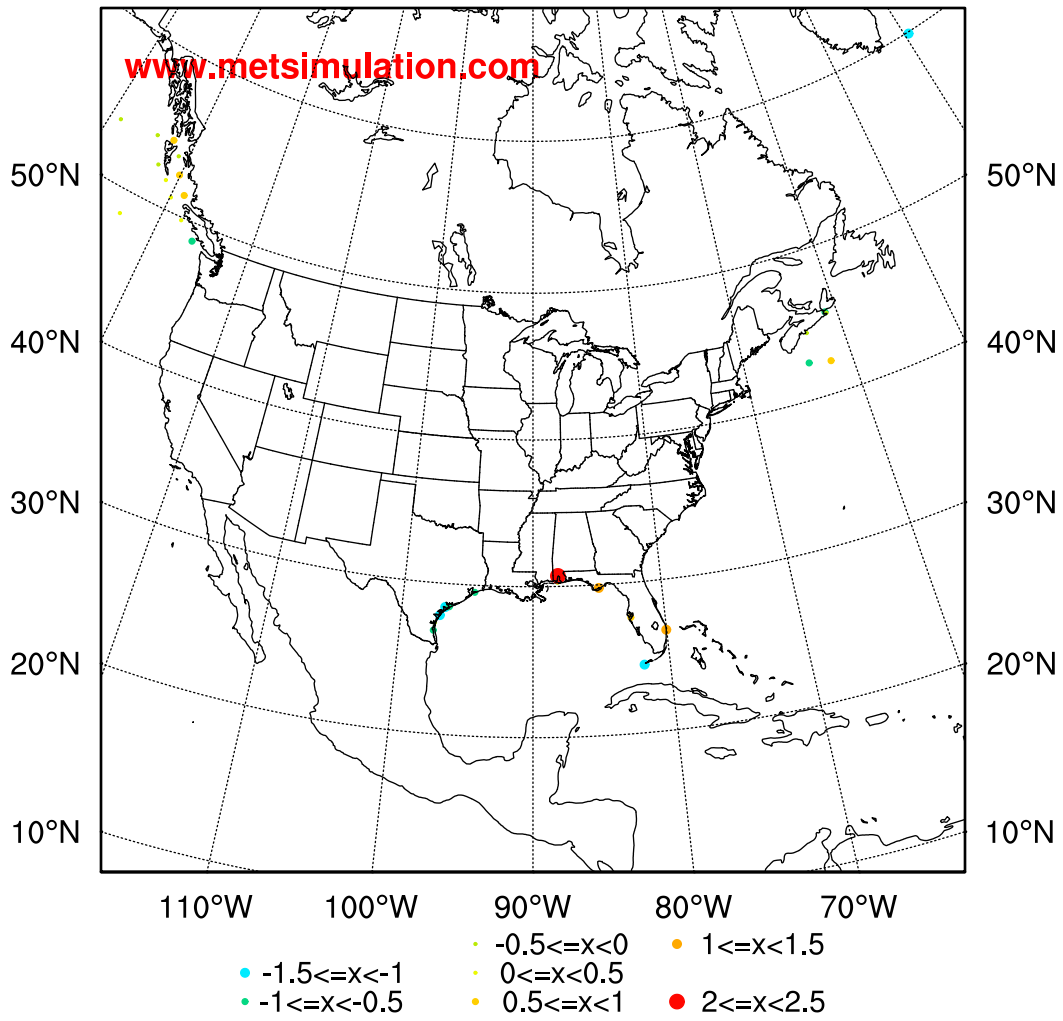 www.metsimulation.com
50°N 50°N
40°N 40°N
30°N 30°N
20°N 20°N
10°N 10°N
110°W 100°W 90°W 80°W 70°W
-0.5<=x<0 1<=x<1.5
-1.5<=x<-1 0<=x<0.5
-1<=x<-0.5 0.5<=x<1 2<=x<2.5